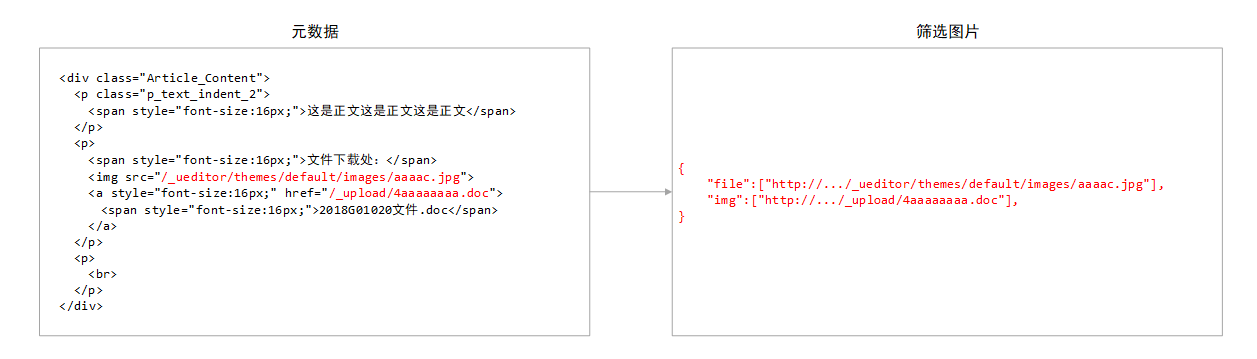 元数据
<div class="Article_Content">
<p class="p_text_indent_2">
<span style="font-size:16px;">这是正文这是正文这是正文</span>
</p>
<p>
<span style="font-size:16px;">文件下载处：</span>
<img src="/_ueditor/themes/default/images/aaaac.jpg">
<a style="font-size:16px;" href="/_upload/4aaaaaaaa.doc">
<span style="font-size:16px;">2018G01020文件.doc</span>
</a>
</p>
<p>
<br>
</p>
</div>
筛选图片
{
"file":["http://.../_ueditor/themes/default/images/aaaac.jpg"],
"img":["http://.../_upload/4aaaaaaaa.doc"],
}